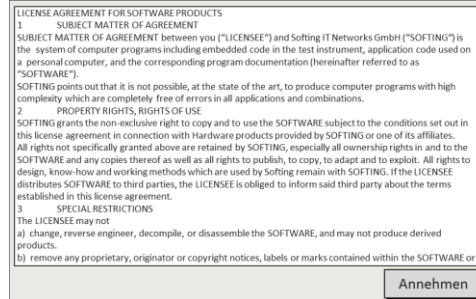 LICENSE AGREEMENT FOR SOFTWARE PRODUCTS
1 SUBJECT MATTER OF AGREEMENT
SUBJECT MATTER OF AGREEMENT between you ("LICENSEE") and Softing IT Networks GmbH ("SOFTING") is
the system of computer programs including embedded code in the test instrument, application code used on
a personal computer, and the corresponding program documentation (hereinafter referred to as
"SOFTWARE").
SOFTING points out that it is not possible, at the state of the art, to produce computer programs with high
complexity which are completely free of errors in all applications and combinations.
2 PROPERTY RIGHTS, RIGHTS OF USE
SOFTING grants the non-exclusive right to copy and to use the SOFTWARE subject to the conditions set out in
this license agreement in connection with Hardware products provided by SOFTING or one of its affiliates.
All rights not specifically granted above are retained by SOFTING, especially all ownership rights in and to the
SOFTWARE and any copies thereof as well as all rights to publish, to copy, to adapt and to exploit. All rights to
design, know-how and working methods which are used by Softing remain with SOFTING. If the LICENSEE
distributes SOFTWARE to third parties, the LICENSEE is obliged to inform said third party about the terms
established in this license agreement.
3 SPECIAL RESTRICTIONS
The LICENSEE may not
a) change, reverse engineer, decompile, or disassemble the SOFTWARE, and may not produce derived
products.
b) remove any proprietary, originator or copyright notices, labels or marks contained within the SOFTWARE or
Annehmen